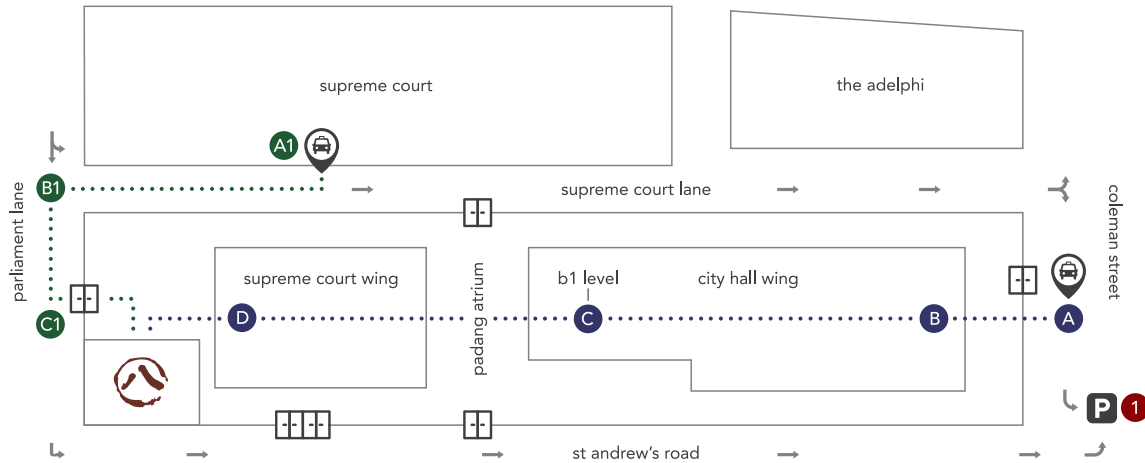 supreme court
the adelphi
A1
B1
supreme court lane
parliament lane
coleman street
supreme court wing
b1 level
city hall wing
padang atrium
C1
D
C
B
A
P
1
st andrew's road